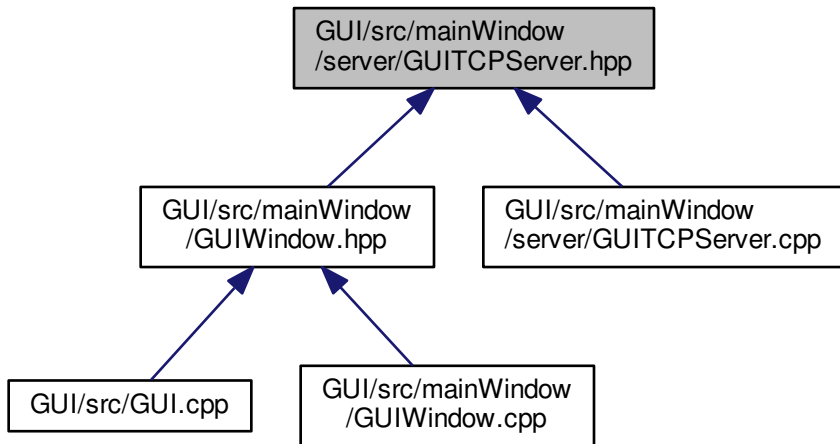 GUI/src/mainWindow
/server/GUITCPServer.hpp
GUI/src/mainWindow
/GUIWindow.hpp
GUI/src/mainWindow
/server/GUITCPServer.cpp
GUI/src/GUI.cpp
GUI/src/mainWindow
/GUIWindow.cpp